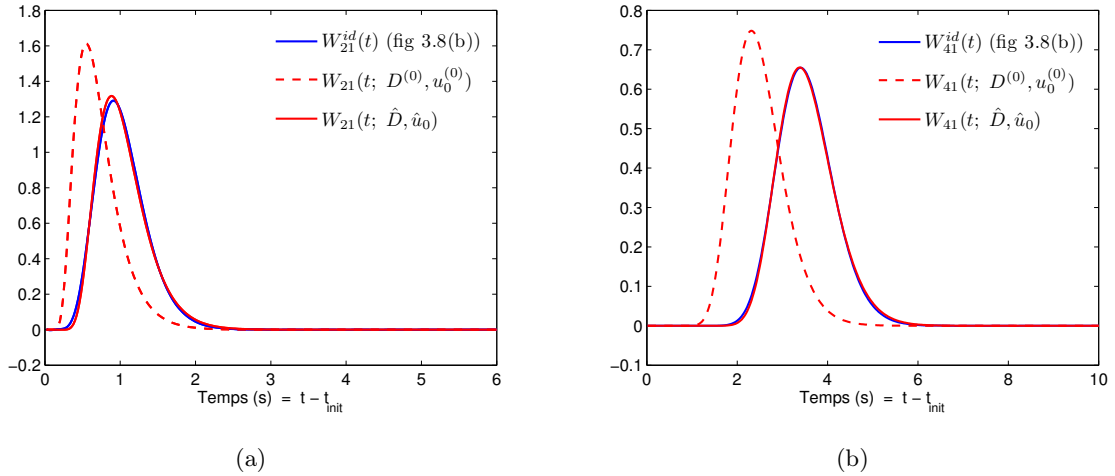 1.8
1.6
1.4
1.2
1
0.8
0.6
0.4
0.2
0
−0.2
0 1 2 3 4 5 6
Temps (s) = t − t_init
W_21^id(t) (fig 3.8(b))
W_21(t; D^(0), u_0^(0))
W_21(t; D̂, û_0)
(a)
0.8
0.7
0.6
0.5
0.4
0.3
0.2
0.1
0
−0.1
0 2 4 6 8 10
Temps (s) = t − t_init
W_41^id(t) (fig 3.8(b))
W_41(t; D^(0), u_0^(0))
W_41(t; D̂, û_0)
(b)